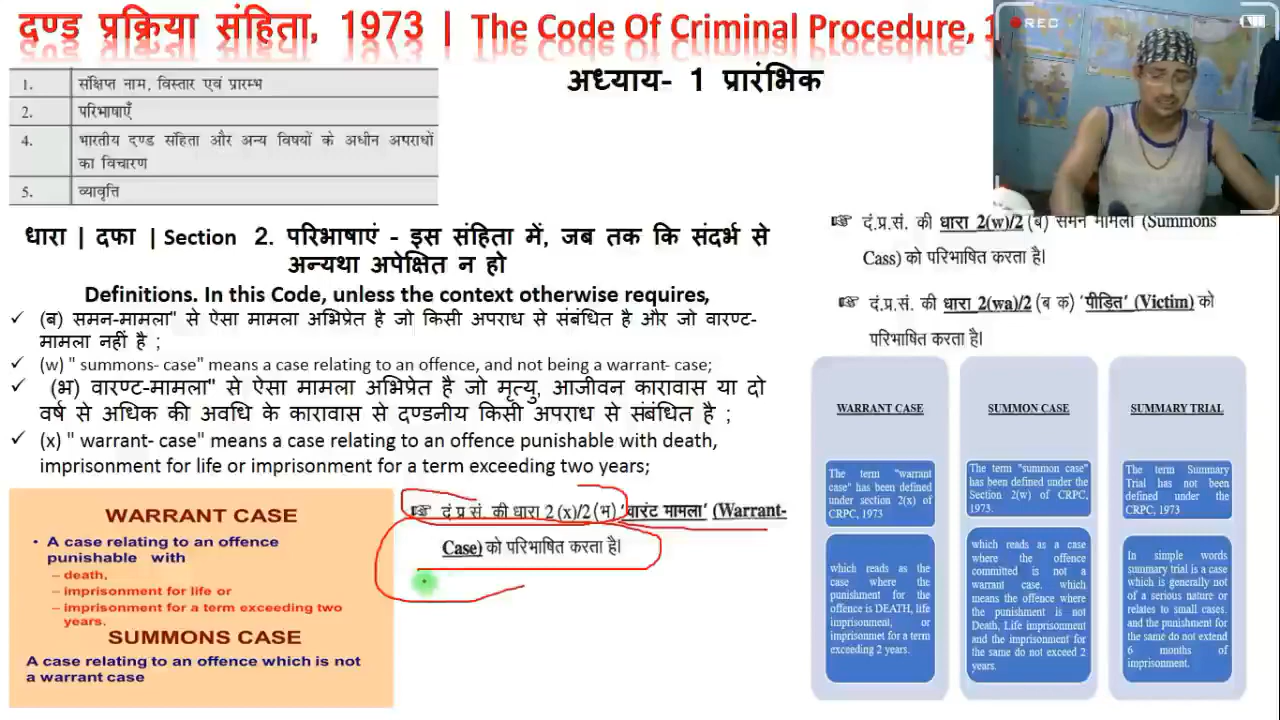 दण्ड प्रक्रिया संहिता, 1973 | The Code Of Criminal Procedure, 1
REC
अध्याय- 1 प्रारंभिक
1. संक्षिप्त नाम, विस्तार एवं प्रारम्भ
2. परिभाषाएँ
4. भारतीय दण्ड संहिता और अन्य विषयों के अधीन अपराधों
का विचारण
5. व्यावृत्ति
धारा | दफा | Section 2. परिभाषाएं - इस संहिता में, जब तक कि संदर्भ से
अन्यथा अपेक्षित न हो
Definitions. In this Code, unless the context otherwise requires,
✓ (ब) समन-मामला" से ऐसा मामला अभिप्रेत है जो किसी अपराध से संबंधित है और जो वारण्ट-
मामला नहीं है ;
✓ (w) " summons- case" means a case relating to an offence, and not being a warrant- case;
✓ (भ) वारण्ट-मामला" से ऐसा मामला अभिप्रेत है जो मृत्यु, आजीवन कारावास या दो
वर्ष से अधिक की अवधि के कारावास से दण्डनीय किसी अपराध से संबंधित है ;
✓ (x) " warrant- case" means a case relating to an offence punishable with death,
imprisonment for life or imprisonment for a term exceeding two years;
WARRANT CASE
• A case relating to an offence
punishable with
– death,
– imprisonment for life or
– imprisonment for a term exceeding two
years.
SUMMONS CASE
A case relating to an offence which is not
a warrant case
☞ दं.प्र.सं. की धारा 2 (x)/2 (भ) 'वारंट मामला' (Warrant-
Case) को परिभाषित करता है।
☞ दं.प्र.सं. की धारा 2(w)/2 (ब) समन मामला (Summons
Cass) को परिभाषित करता है।
☞ दं.प्र.सं. की धारा 2(wa)/2 (ब क) 'पीड़ित' (Victim) को
परिभाषित करता है।
WARRANT CASE
The term "warrant
case" has been defined
under section 2(x) of
CRPC, 1973
which reads as the
case where the
punishment for the
offence is DEATH, life
imprisonment, or
imprisonmet for a term
exceeding 2 years.
SUMMON CASE
The term "summon case"
has been defined under the
Section 2(w) of CRPC,
1973.
which reads as a case
where the offence
committed is not a
warrant case. which
means the offence where
the punishment is not
Death, Life imprisonment
and the imprisonment for
the same do not exceed 2
years.
SUMMARY TRIAL
The term Summary
Trial has not been
defined under the
CRPC, 1973
In simple words
summary trial is a case
which is generally not
of a serious nature or
relates to small cases.
and the punishment for
the same do not extend
6 months of
imprisonment.